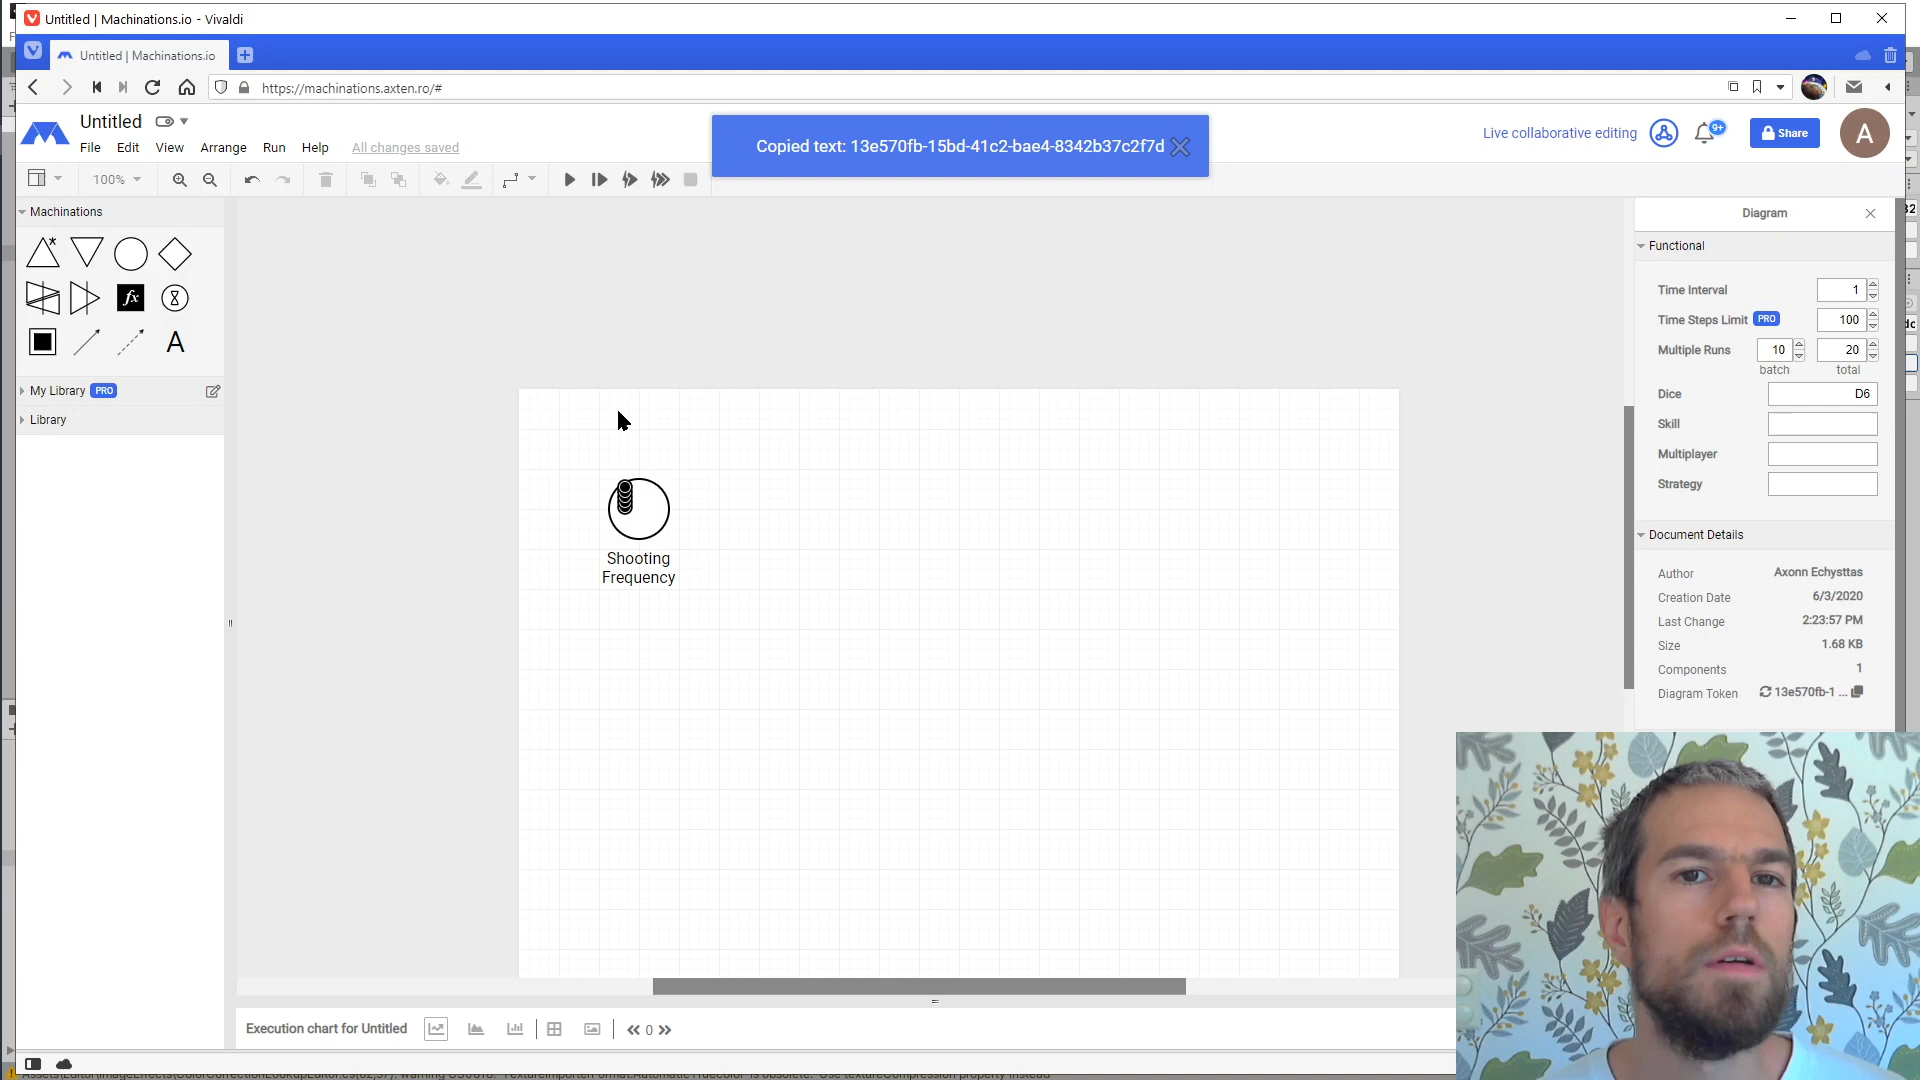 Untitled | Machinations.io - Vivaldi
Untitled | Machinations.io
https://machinations.axten.ro/#
Untitled
File Edit View Arrange Run Help All changes saved
Copied text: 13e570fb-15bd-41c2-bae4-8342b37c2f7d
Live collaborative editing
9+
Share
A
100%
Machinations
fx
A
My Library PRO
Library
Shooting
Frequency
Diagram
Functional
Time Interval 1
Time Steps Limit PRO 100
Multiple Runs 10 20
batch total
Dice D6
Skill
Multiplayer
Strategy
Document Details
Author Axonn Echysttas
Creation Date 6/3/2020
Last Change 2:23:57 PM
Size 1.68 KB
Components 1
Diagram Token 13e570fb-1 ...
Execution chart for Untitled
0